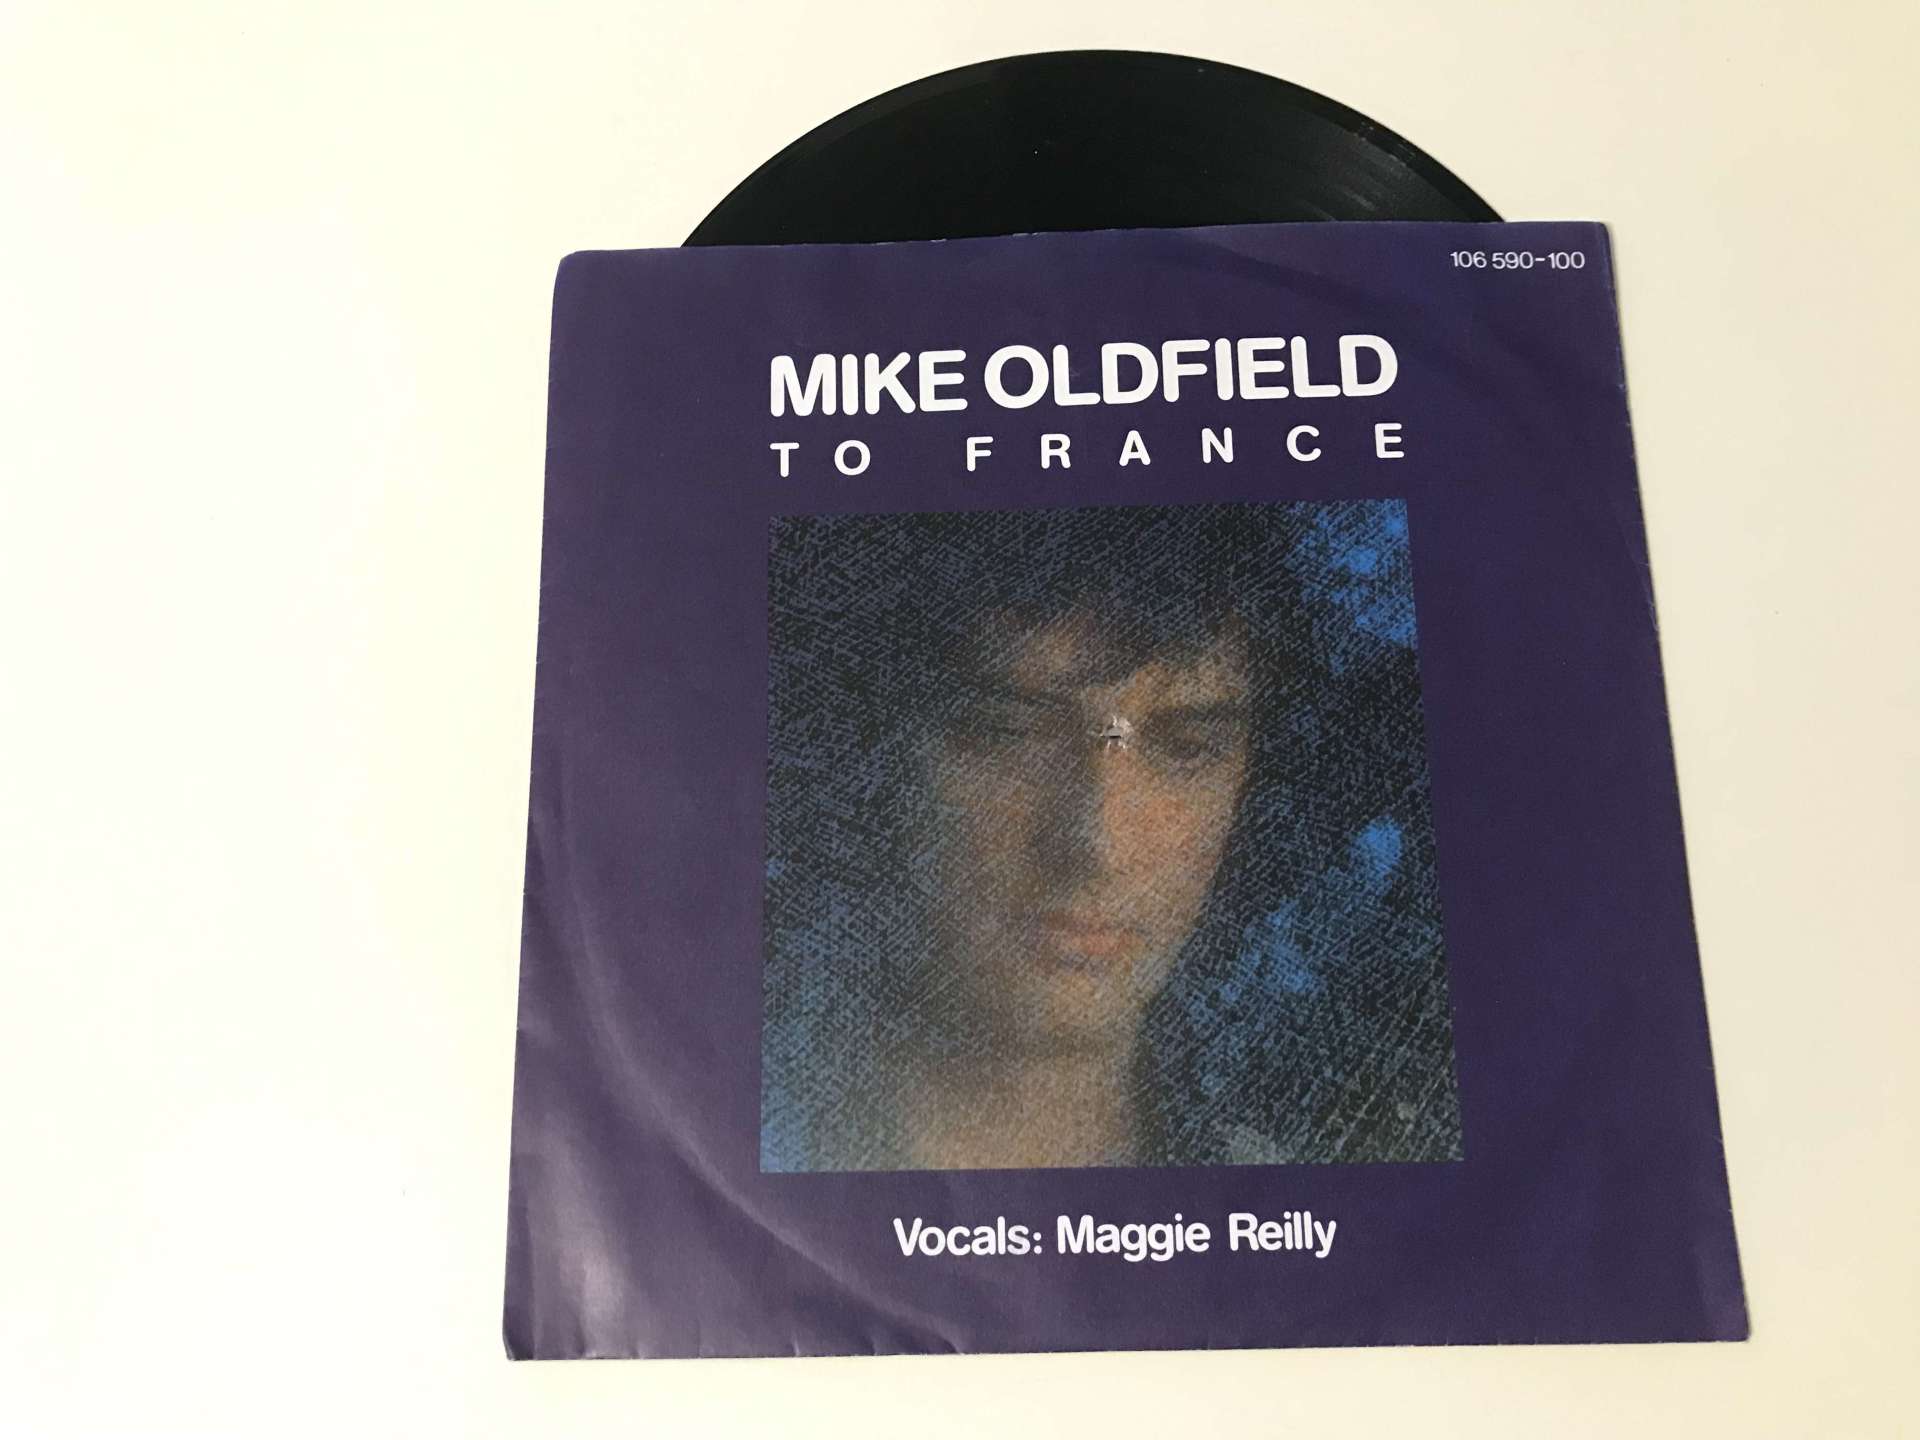 106 590-100
MIKE OLDFIELD
TO FRANCE
Vocals: Maggie Reilly